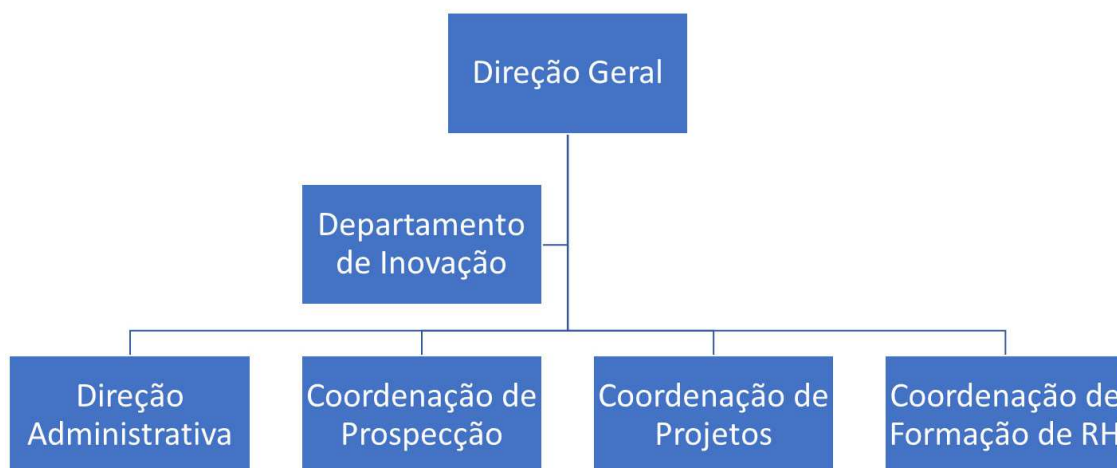 Direção Geral
Departamento
de Inovação
Direção
Administrativa
Coordenação de
Prospecção
Coordenação de
Projetos
Coordenação de
Formação de RH